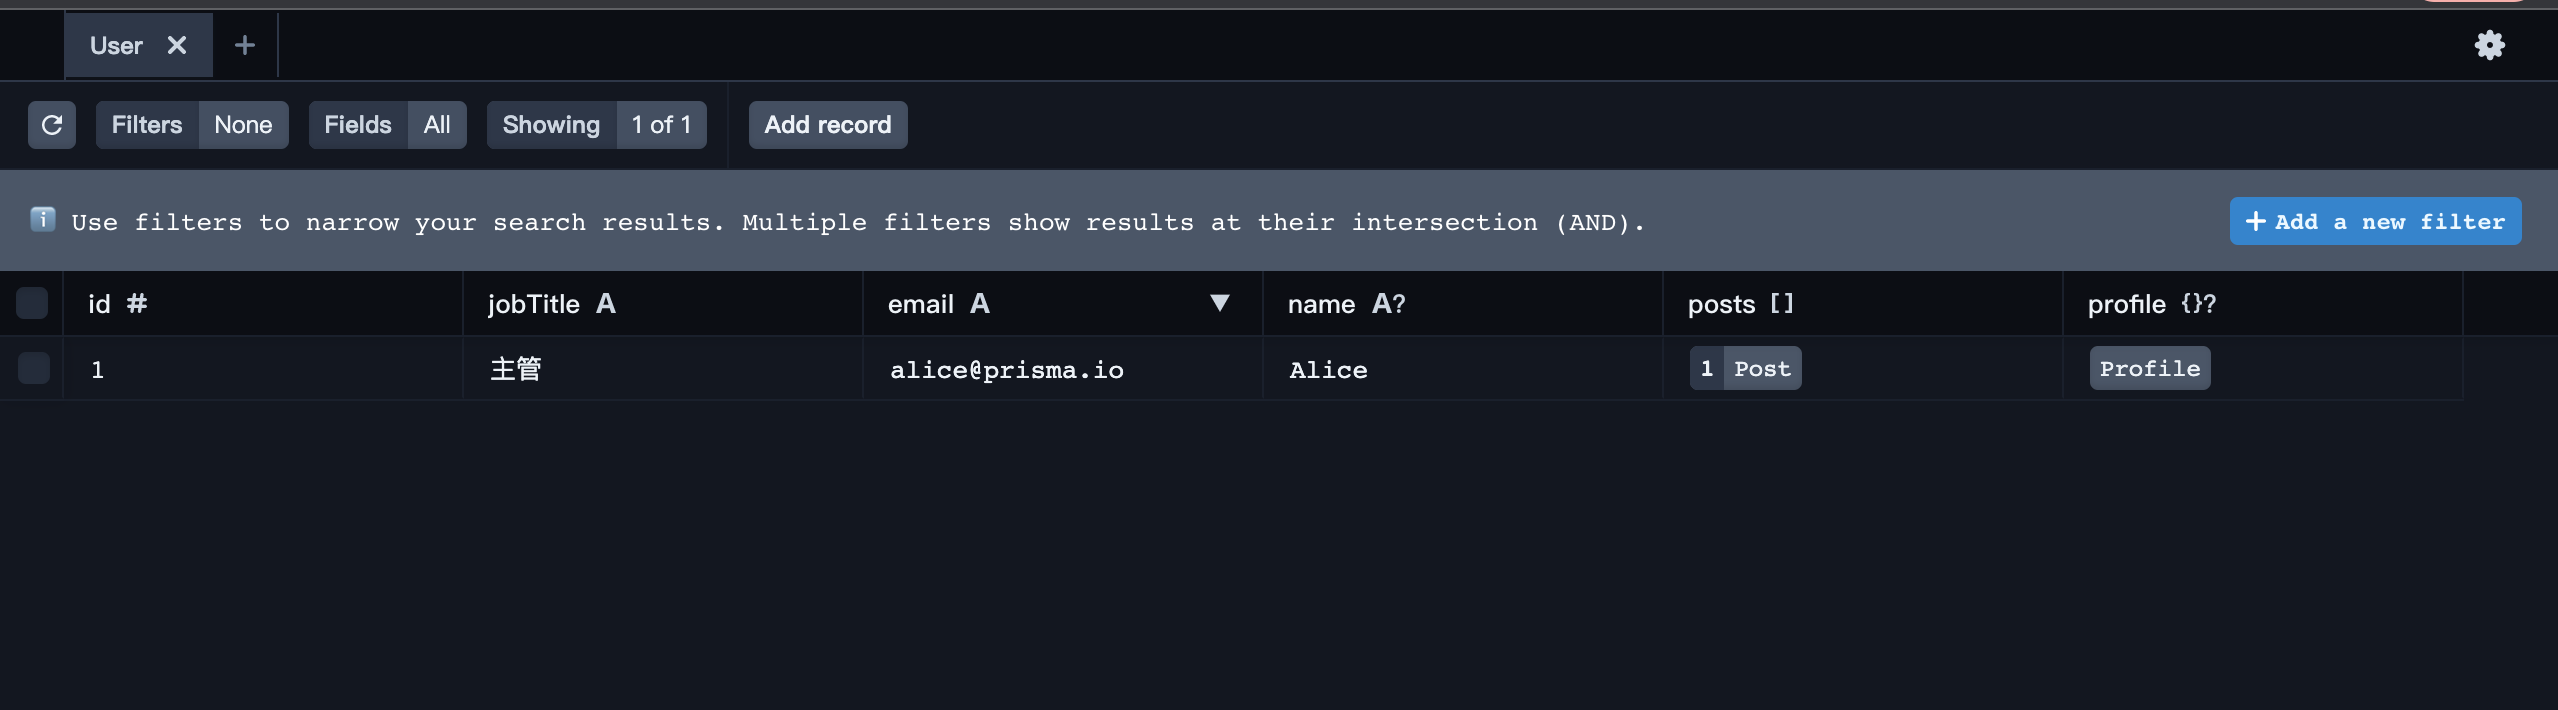 User
Filters None Fields All Showing 1 of 1 Add record
Use filters to narrow your search results. Multiple filters show results at their intersection (AND). + Add a new filter
id # jobTitle A email A name A? posts [] profile {}?
1 主管 alice@prisma.io Alice 1 Post Profile